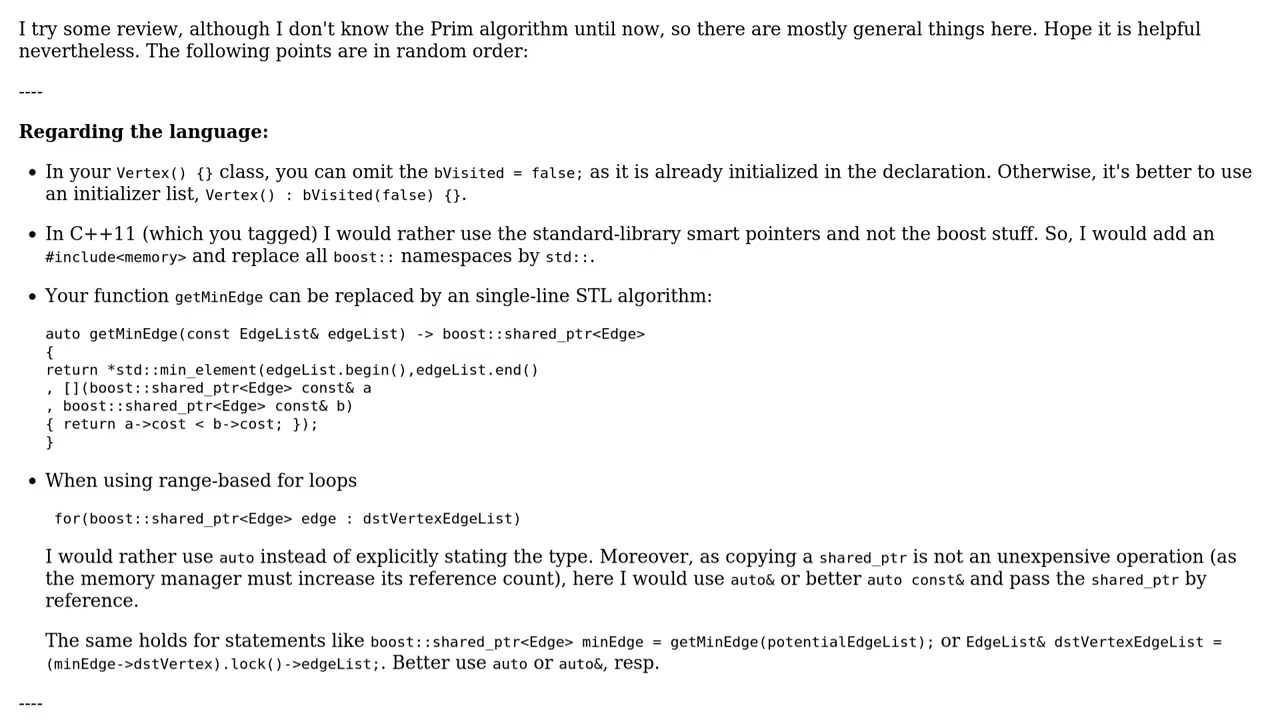 I try some review, although I don't know the Prim algorithm until now, so there are mostly general things here. Hope it is helpful
nevertheless. The following points are in random order:
----
Regarding the language:
• In your Vertex() {} class, you can omit the bVisited = false; as it is already initialized in the declaration. Otherwise, it's better to use
an initializer list, Vertex() : bVisited(false) {}.
• In C++11 (which you tagged) I would rather use the standard-library smart pointers and not the boost stuff. So, I would add an
#include<memory> and replace all boost:: namespaces by std::.
• Your function getMinEdge can be replaced by an single-line STL algorithm:
auto getMinEdge(const EdgeList& edgeList) -> boost::shared_ptr<Edge>
{
return *std::min_element(edgeList.begin(),edgeList.end()
, [](boost::shared_ptr<Edge> const& a
, boost::shared_ptr<Edge> const& b)
{ return a->cost < b->cost; });
}
• When using range-based for loops
for(boost::shared_ptr<Edge> edge : dstVertexEdgeList)
I would rather use auto instead of explicitly stating the type. Moreover, as copying a shared_ptr is not an unexpensive operation (as
the memory manager must increase its reference count), here I would use auto& or better auto const& and pass the shared_ptr by
reference.
The same holds for statements like boost::shared_ptr<Edge> minEdge = getMinEdge(potentialEdgeList); or EdgeList& dstVertexEdgeList =
(minEdge->dstVertex).lock()->edgeList;. Better use auto or auto&, resp.
----